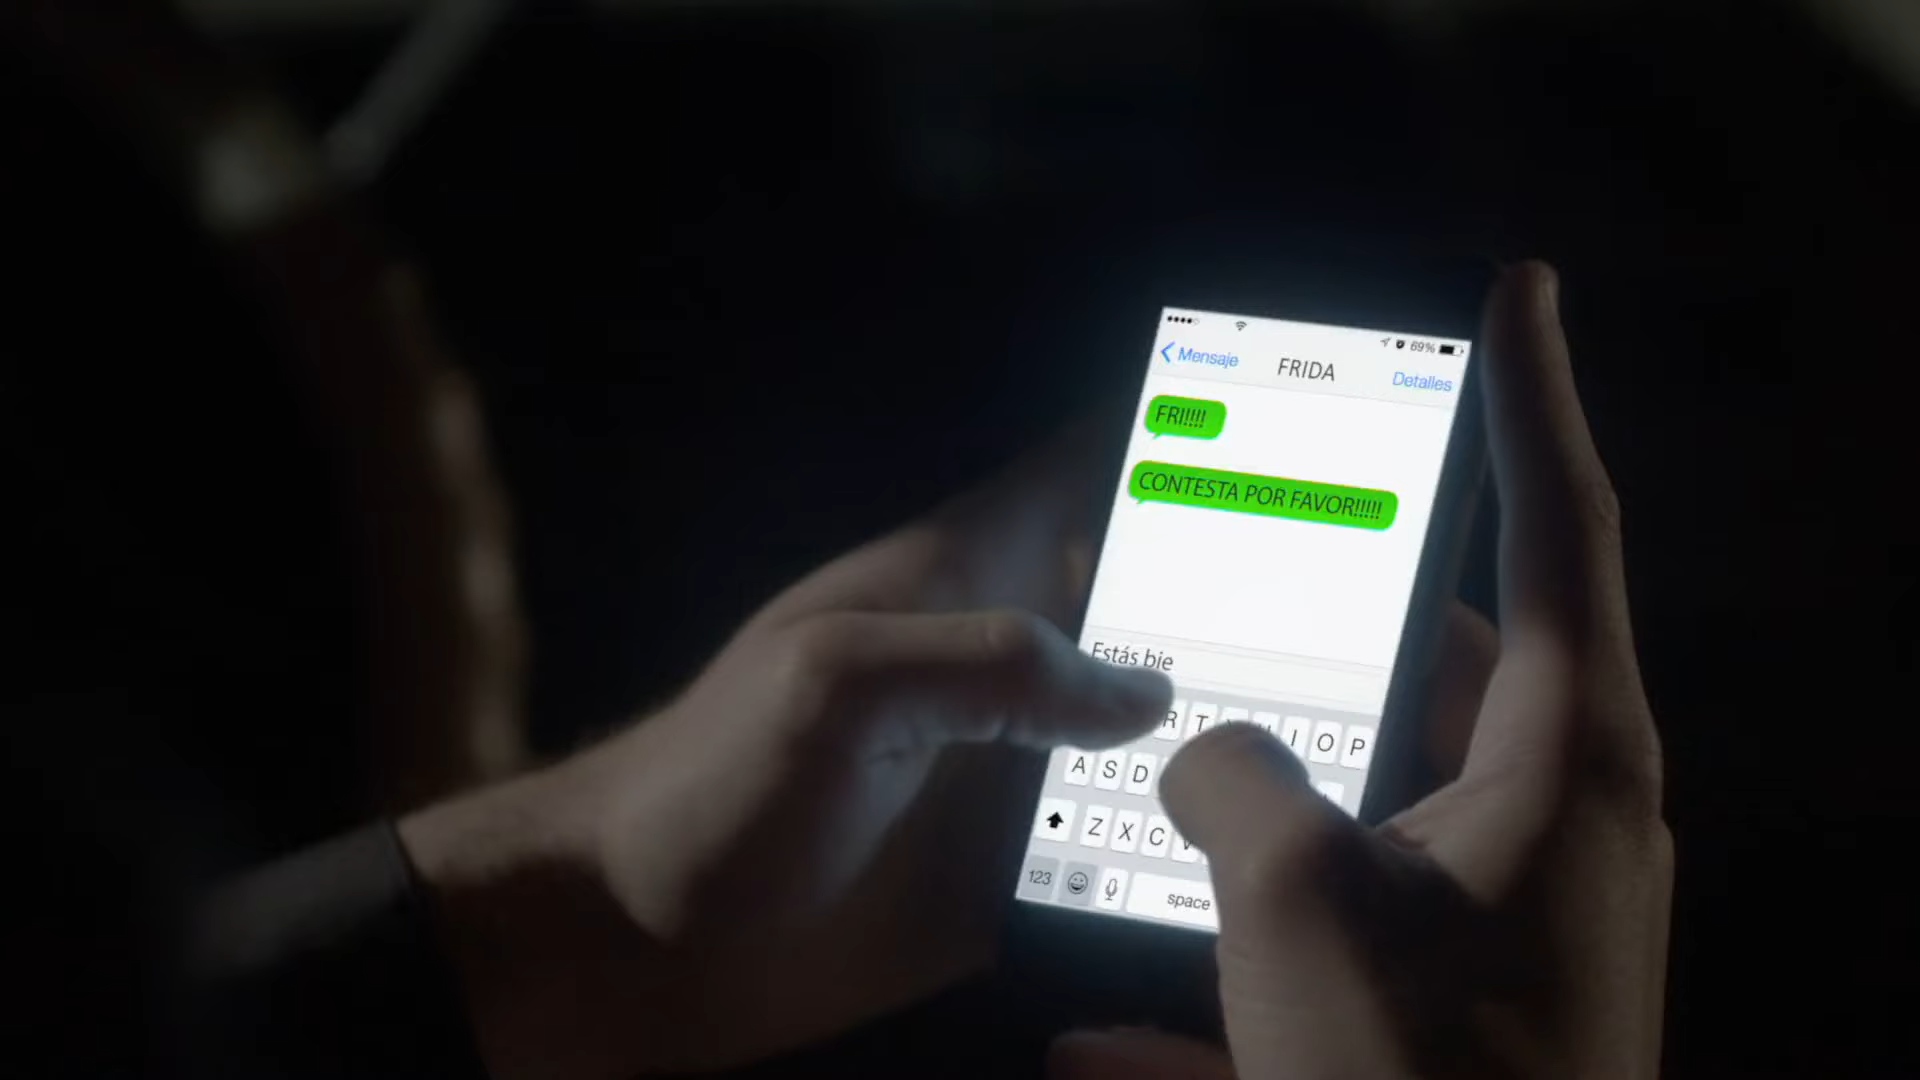 69%
Mensaje FRIDA Detalles
FRI!!!!
CONTESTA POR FAVOR!!!!!
Estás bie
R T I O P
A S D
Z X C V
123 space